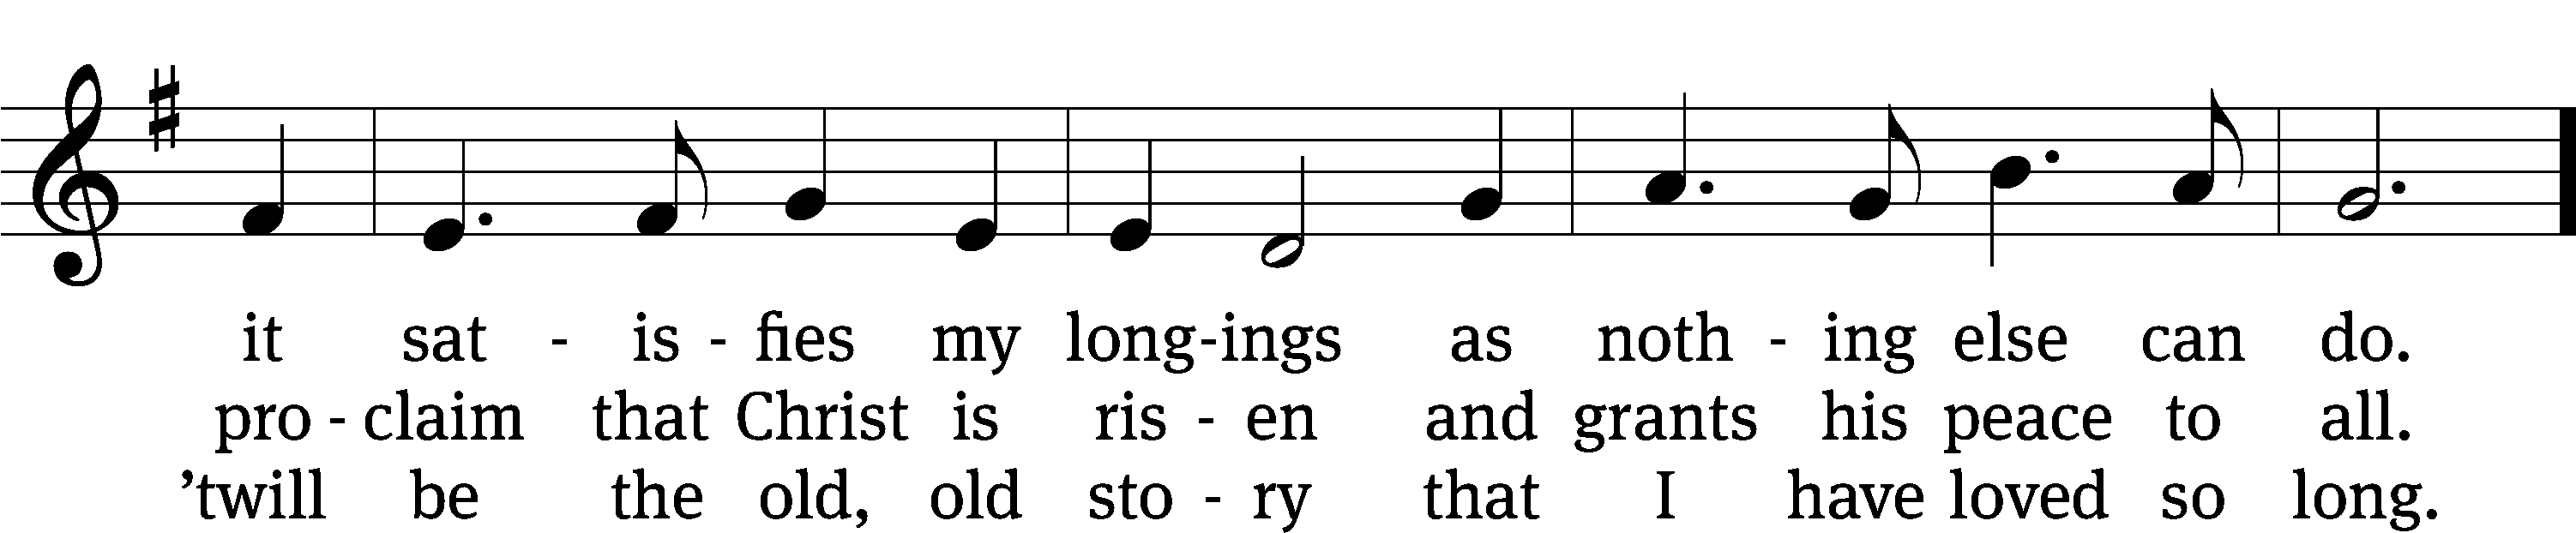 it sat - is - fies my long-ings as noth - ing else can do.
pro - claim that Christ is ris - en and grants his peace to all.
’twill be the old, old sto - ry that I have loved so long.